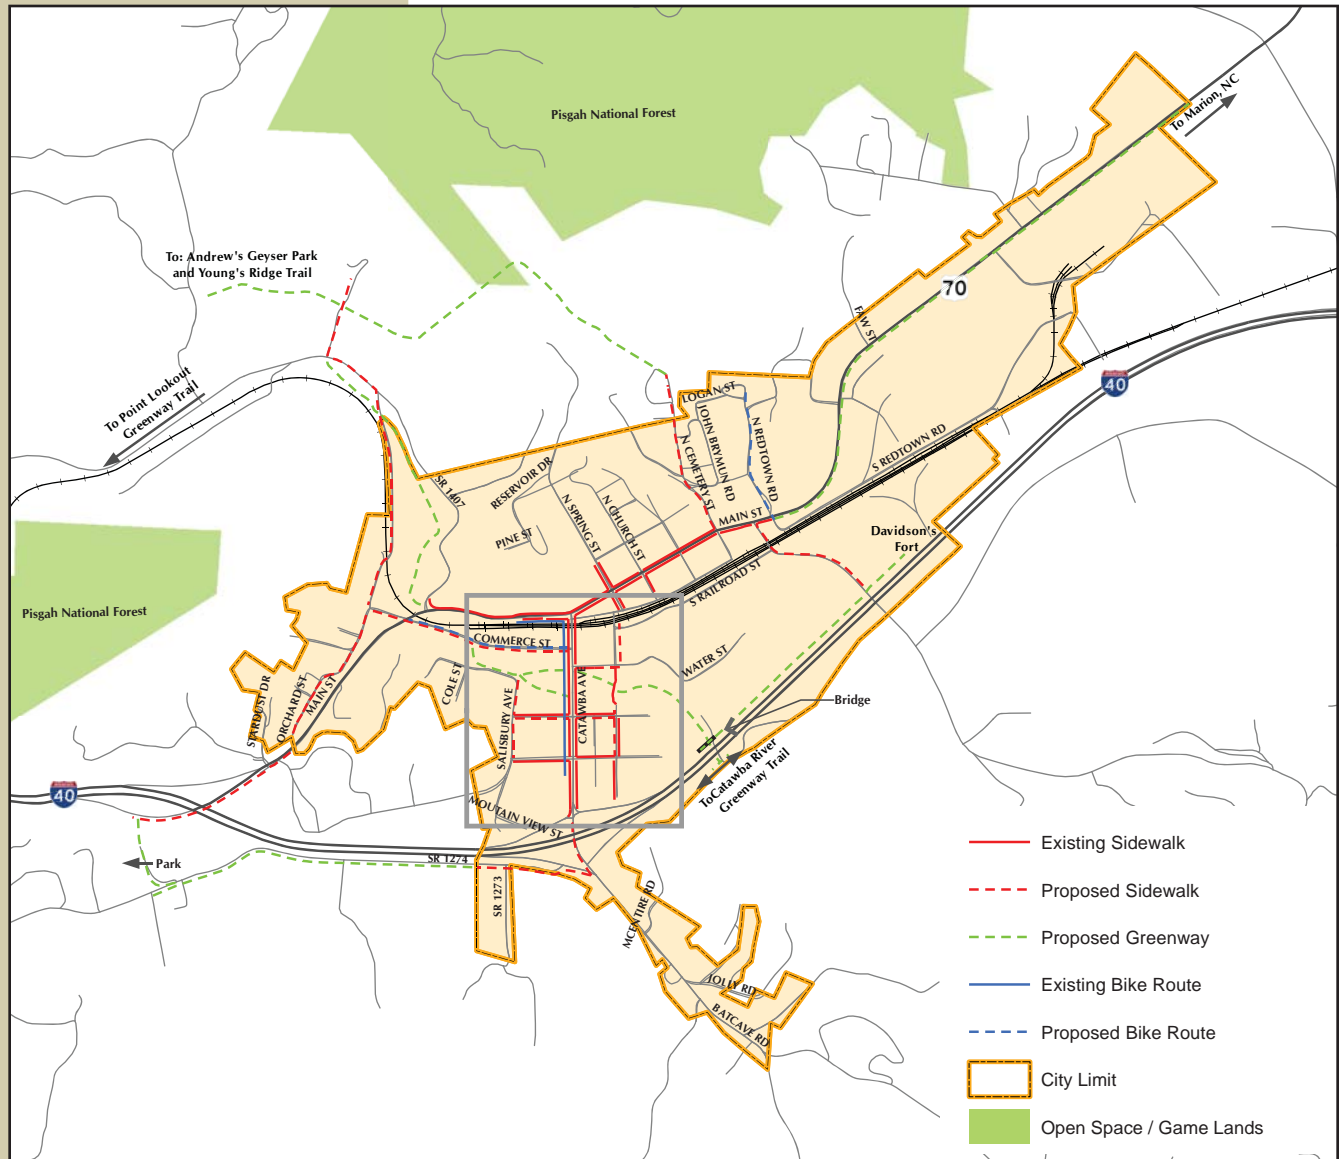 Pisgah National Forest
To Marion, NC
To: Andrew's Geyser Park
and Young's Ridge Trail
70
FAW ST
To Point Lookout
Greenway Trail
40
LOGAN ST
JOHN BRYMUN RD
N REDTOWN RD
N CEMETERY ST
S REDTOWN RD
SR 1407
RESERVOIR DR
N SPRING ST
N CHURCH ST
PINE ST
MAIN ST
Davidson's
Fort
S RAILROAD ST
Pisgah National Forest
COMMERCE ST
WATER ST
COLE ST
STARDUST DR
ORCHARD ST
MAIN ST
SALISBURY AVE
CATAWBA AVE
Bridge
ToCatawba River
Greenway Trail
40
MOUTAIN VIEW ST
Park
SR 1274
SR 1273
MCENTIRE RD
JOLLY RD
BATCAVE RD
Existing Sidewalk
Proposed Sidewalk
Proposed Greenway
Existing Bike Route
Proposed Bike Route
City Limit
Open Space / Game Lands